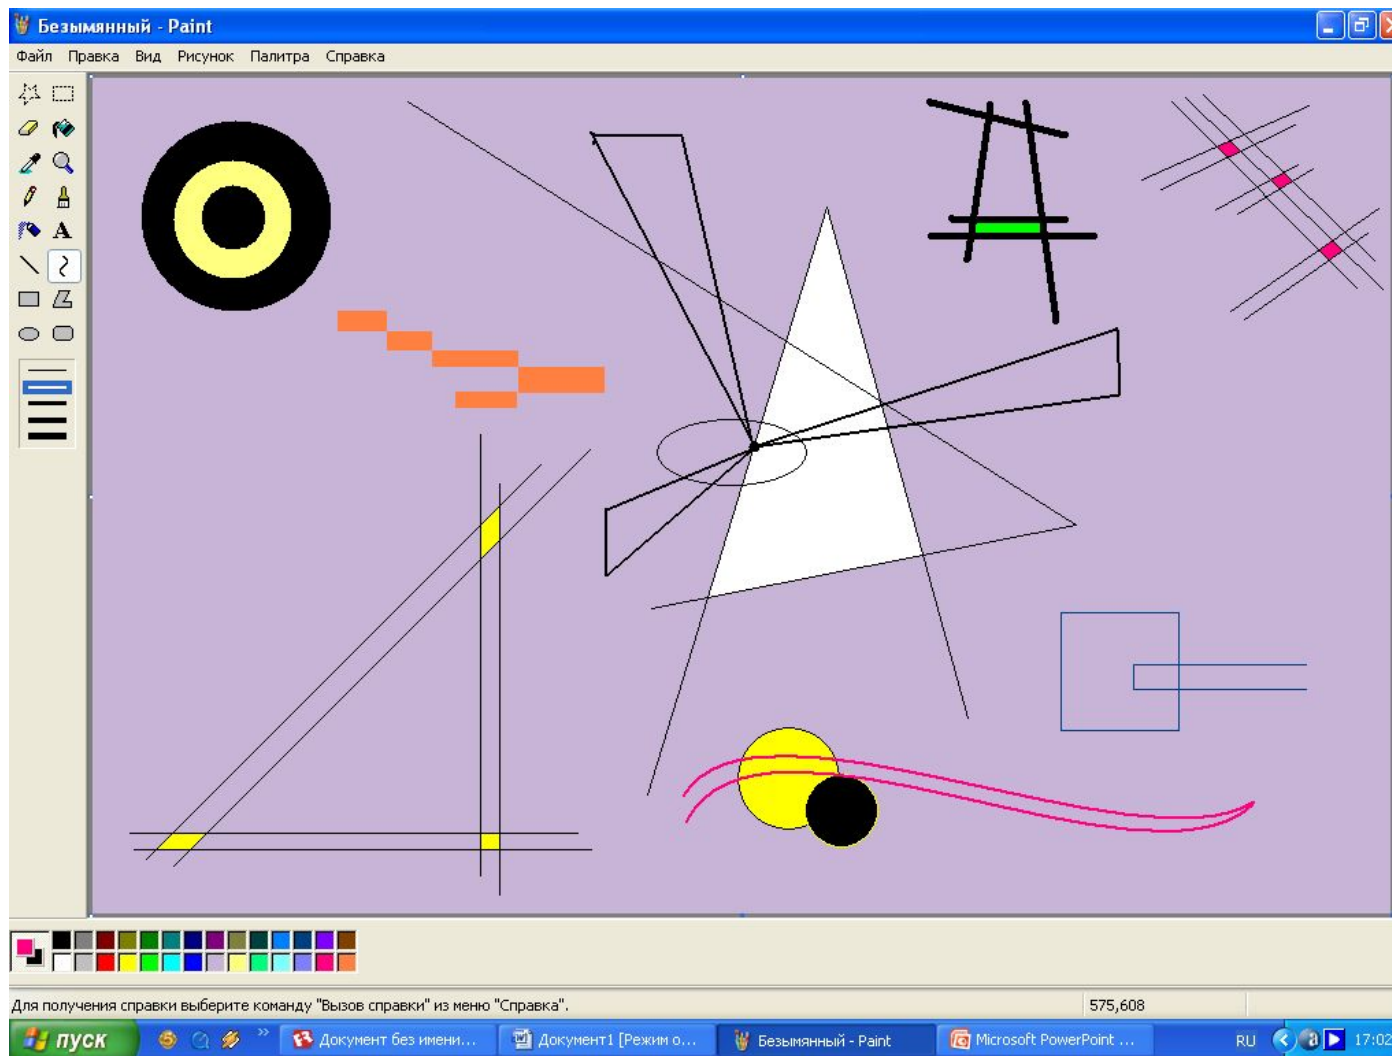 Безымянный - Paint
Файл Правка Вид Рисунок Палитра Справка
A
Для получения справки выберите команду "Вызов справки" из меню "Справка".
575,608
пуск
Документ без имени...
Документ1 [Режим о...
Безымянный - Paint
Microsoft PowerPoint ...
RU
17:02